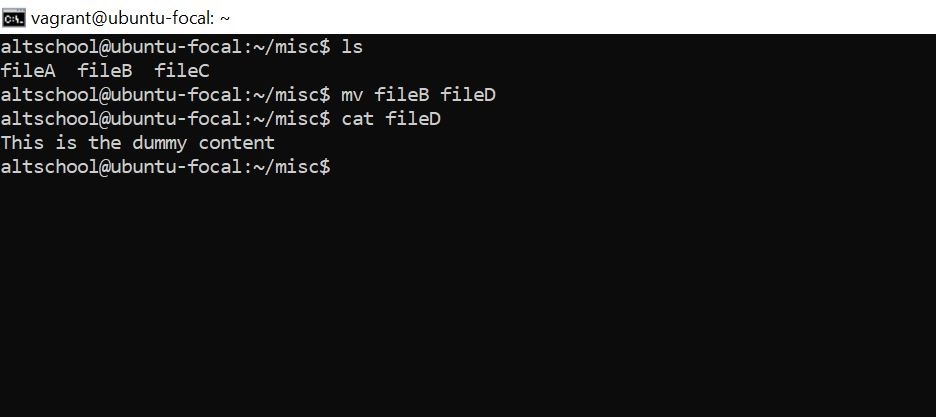 vagrant@ubuntu-focal: ~
altschool@ubuntu-focal:~/misc$ ls
fileA  fileB  fileC
altschool@ubuntu-focal:~/misc$ mv fileB fileD
altschool@ubuntu-focal:~/misc$ cat fileD
This is the dummy content
altschool@ubuntu-focal:~/misc$